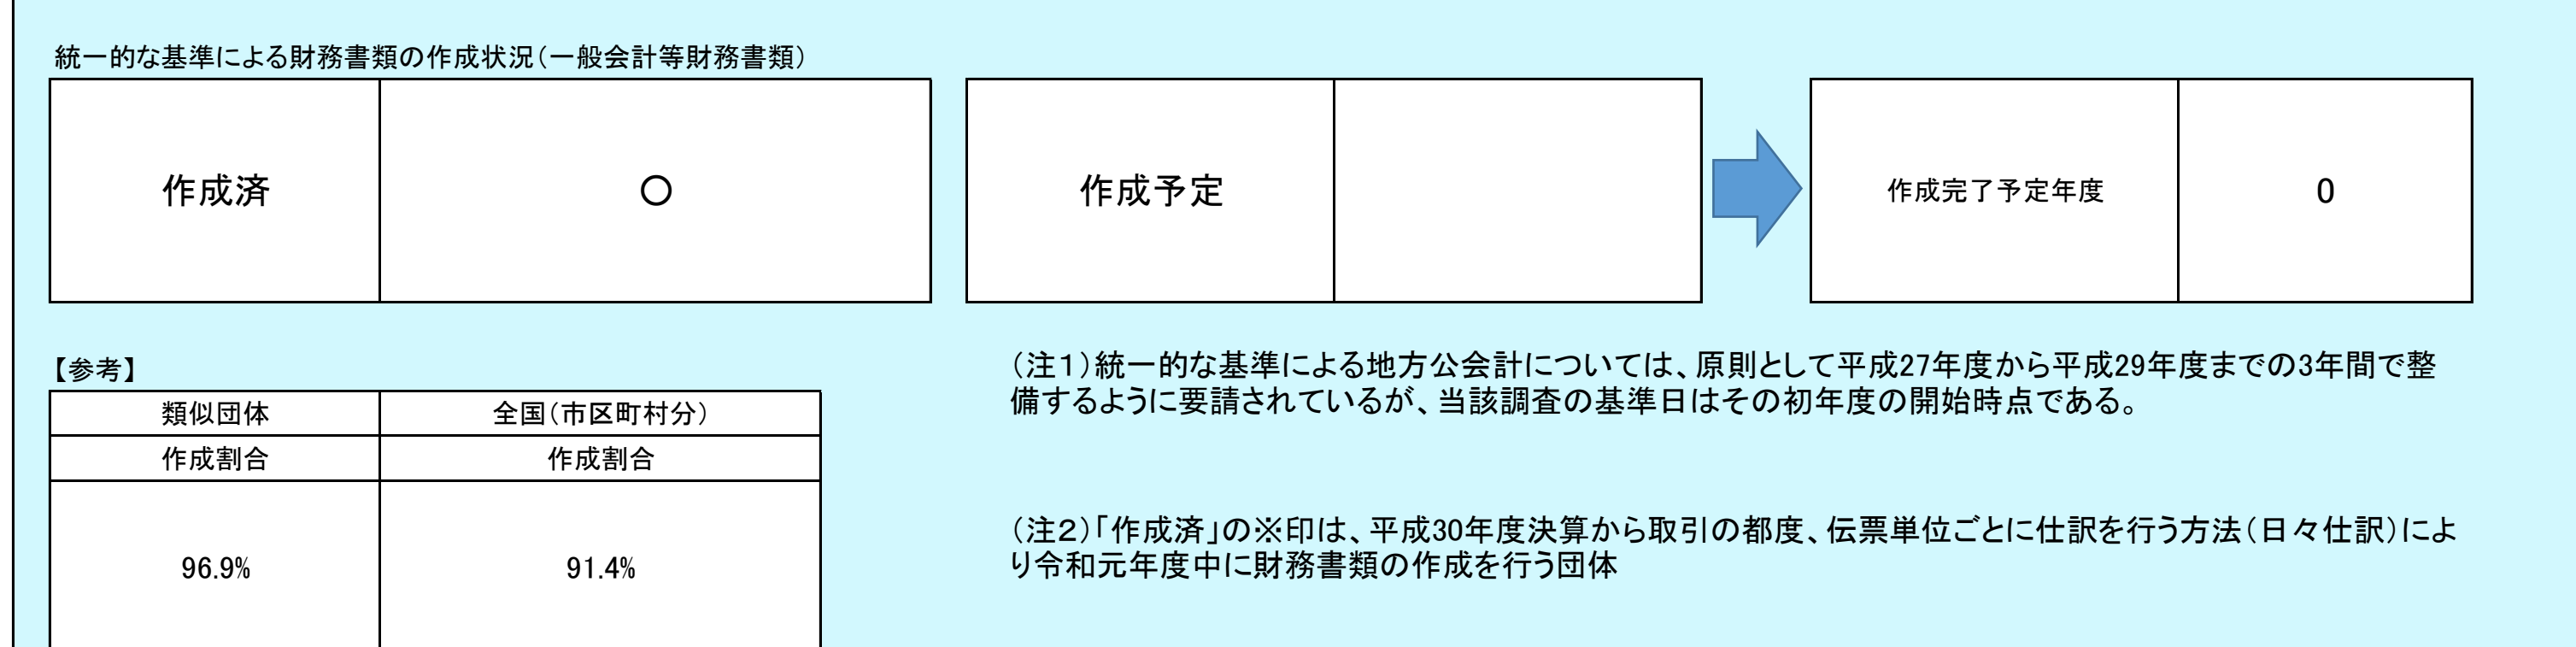 統一的な基準による財務書類の作成状況（一般会計等財務書類）
作成済 ○ 作成予定 作成完了予定年度 0
【参考】
類似団体 全国（市区町村分）
作成割合 作成割合
96.9% 91.4%
（注１）統一的な基準による地方公会計については、原則として平成27年度から平成29年度までの3年間で整
備するように要請されているが、当該調査の基準日はその初年度の開始時点である。
（注２）「作成済」の※印は、平成30年度決算から取引の都度、伝票単位ごとに仕訳を行う方法（日々仕訳）によ
り令和元年度中に財務書類の作成を行う団体